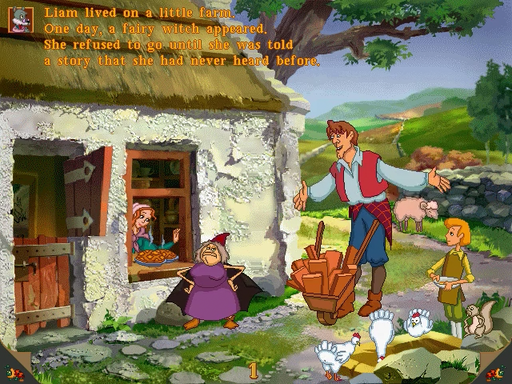 Liam lived on a little farm.
One day, a fairy witch appeared.
She refused to go until she was told
a story that she had never heard before.
1